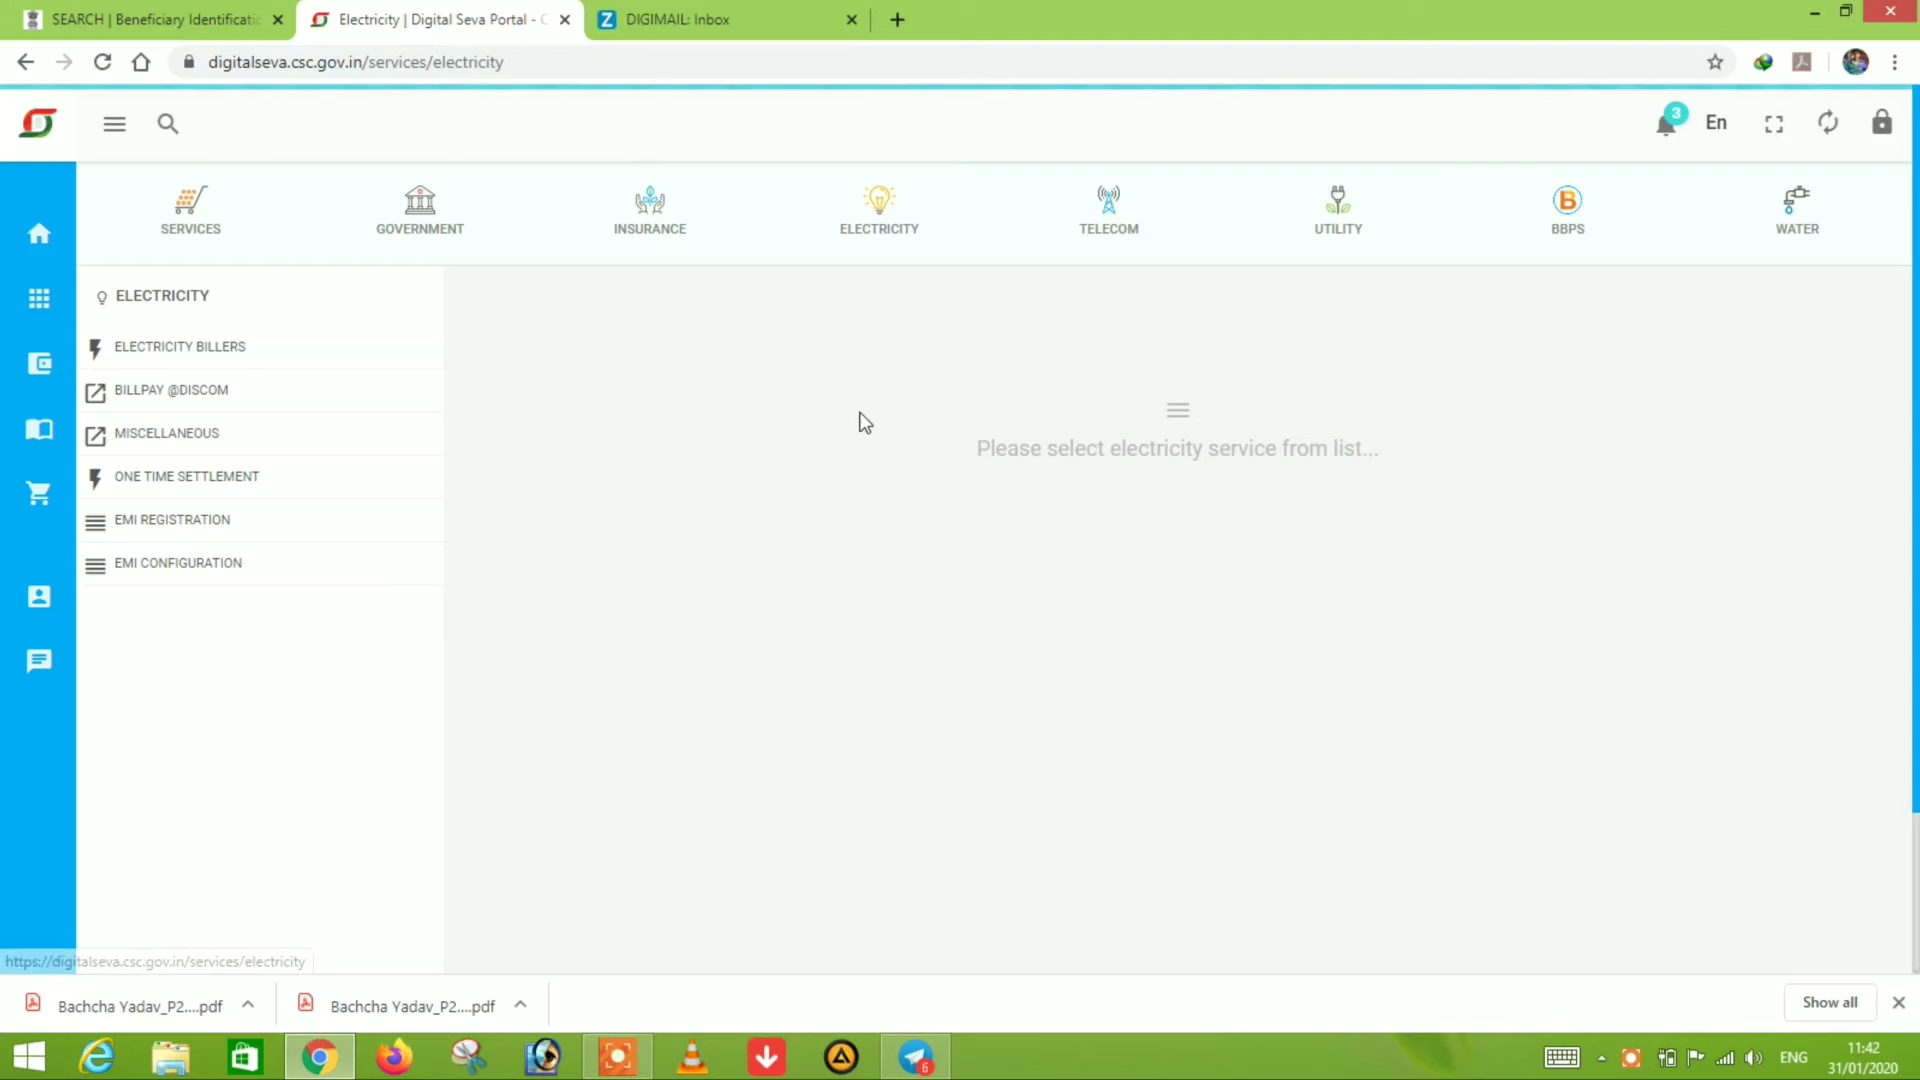 SEARCH | Beneficiary Identificatio
Electricity | Digital Seva Portal - C
Z DIGIMAIL: Inbox
digitalseva.csc.gov.in/services/electricity
3
En
SERVICES
GOVERNMENT
INSURANCE
ELECTRICITY
TELECOM
UTILITY
B
BBPS
WATER
ELECTRICITY
ELECTRICITY BILLERS
BILLPAY @DISCOM
MISCELLANEOUS
ONE TIME SETTLEMENT
EMI REGISTRATION
EMI CONFIGURATION
Please select electricity service from list...
https://digitalseva.csc.gov.in/services/electricity
Bachcha Yadav_P2....pdf
Bachcha Yadav_P2....pdf
Show all
6
ENG
11:42
31/01/2020